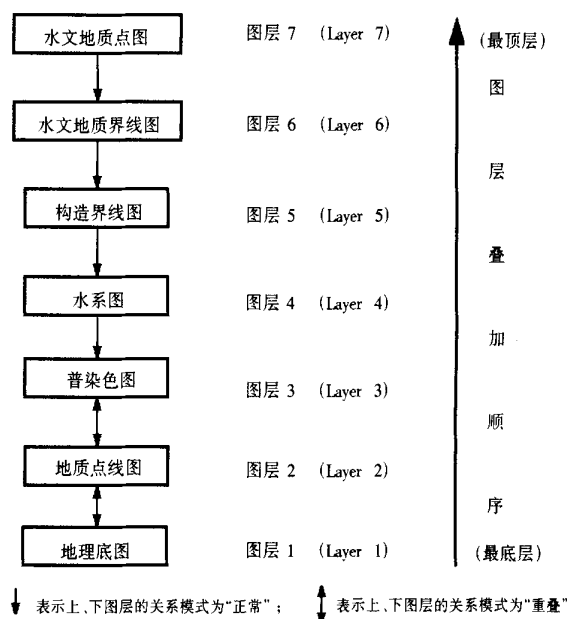 水文地质点图 图层 7 (Layer 7) (最顶层)
图
水文地质界线图 图层 6 (Layer 6)
层
构造界线图 图层 5 (Layer 5)
叠
水系图 图层 4 (Layer 4)
加
普染色图 图层 3 (Layer 3)
顺
地质点线图 图层 2 (Layer 2)
序
地理底图 图层 1 (Layer 1) (最底层)
表示上、下图层的关系模式为“正常”; 表示上、下图层的关系模式为“重叠”